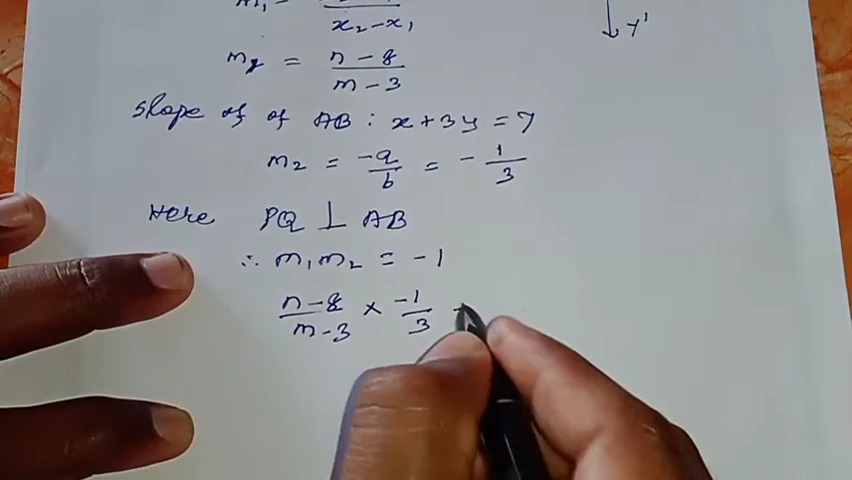 x₂-x₁
Y'
m₂ = n-8/m-3
Slope of of AB : x+3y = 7
m₂ = -a/b = -1/3
Here PQ ⊥ AB
∴ m₁m₂ = -1
n-8/m-3 × -1/3